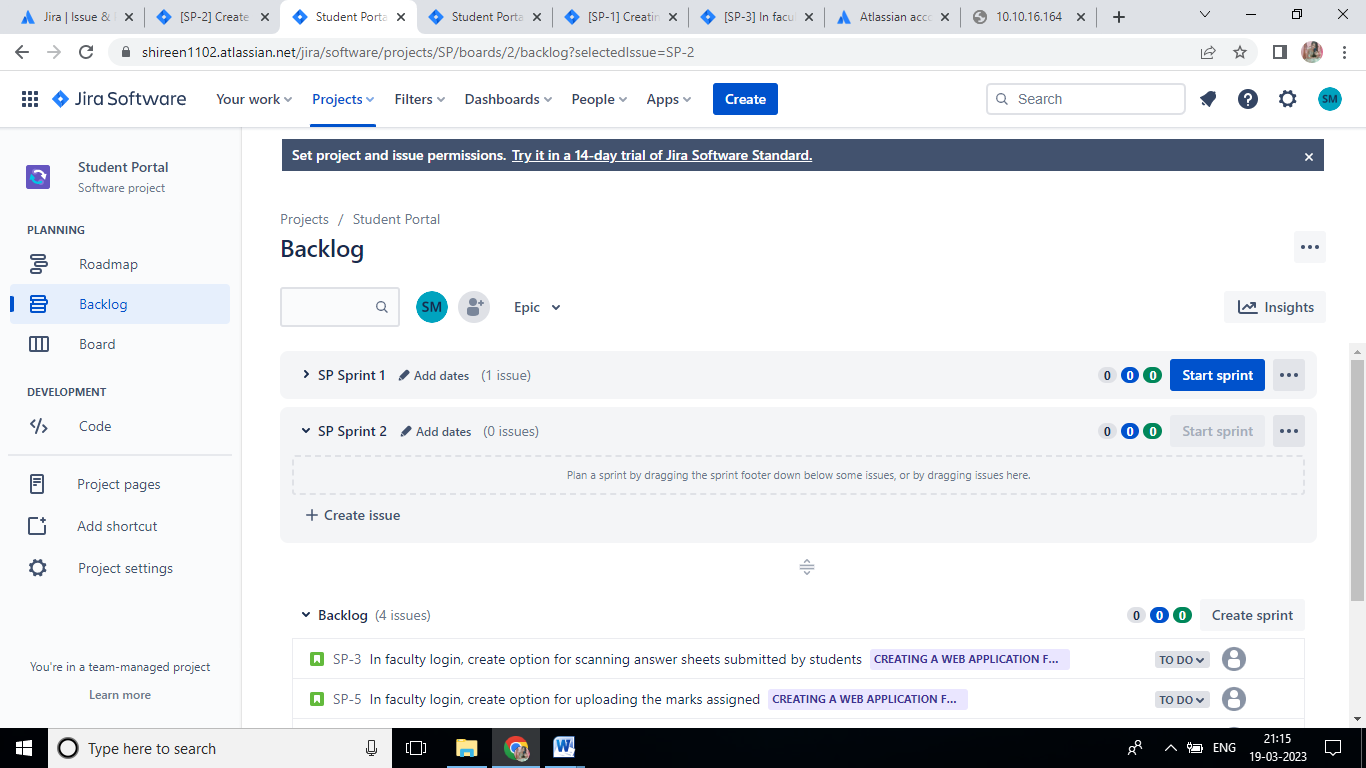 Jira | Issue &
[SP-2] Create
Student Porta
Student Porta
[SP-1] Creatin
[SP-3] In facul
Atlassian acco
10.10.16.164
shireen1102.atlassian.net/jira/software/projects/SP/boards/2/backlog?selectedIssue=SP-2
Jira Software
Your work
Projects
Filters
Dashboards
People
Apps
Create
Search
SM
Student Portal
Software project
PLANNING
Roadmap
Backlog
Board
DEVELOPMENT
Code
Project pages
Add shortcut
Project settings
You're in a team-managed project
Learn more
Set project and issue permissions. Try it in a 14-day trial of Jira Software Standard.
Projects / Student Portal
Backlog
SM
Epic
Insights
SP Sprint 1 Add dates (1 issue) 0 0 0 Start sprint
SP Sprint 2 Add dates (0 issues) 0 0 0 Start sprint
Plan a sprint by dragging the sprint footer down below some issues, or by dragging issues here.
+ Create issue
Backlog (4 issues) 0 0 0 Create sprint
SP-3 In faculty login, create option for scanning answer sheets submitted by students CREATING A WEB APPLICATION F... TO DO
SP-5 In faculty login, create option for uploading the marks assigned CREATING A WEB APPLICATION F... TO DO
Type here to search
ENG
21:15
19-03-2023